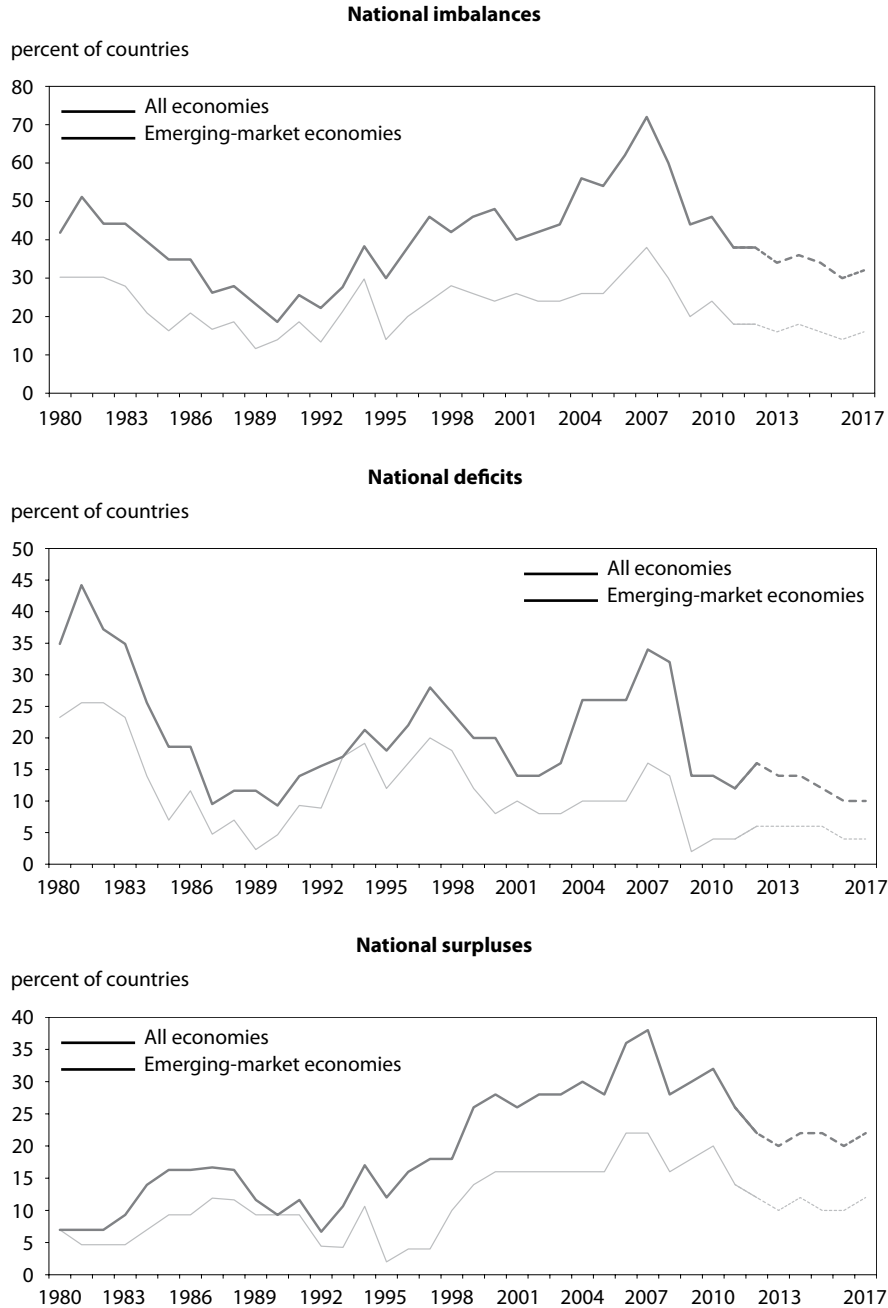 National imbalances
percent of countries
80
70
60
50
40
30
20
10
0
All economies
Emerging-market economies
1980 1983 1986 1989 1992 1995 1998 2001 2004 2007 2010 2013 2017
National deficits
percent of countries
50
45
40
35
30
25
20
15
10
5
0
All economies
Emerging-market economies
1980 1983 1986 1989 1992 1995 1998 2001 2004 2007 2010 2013 2017
National surpluses
percent of countries
40
35
30
25
20
15
10
5
0
All economies
Emerging-market economies
1980 1983 1986 1989 1992 1995 1998 2001 2004 2007 2010 2013 2017